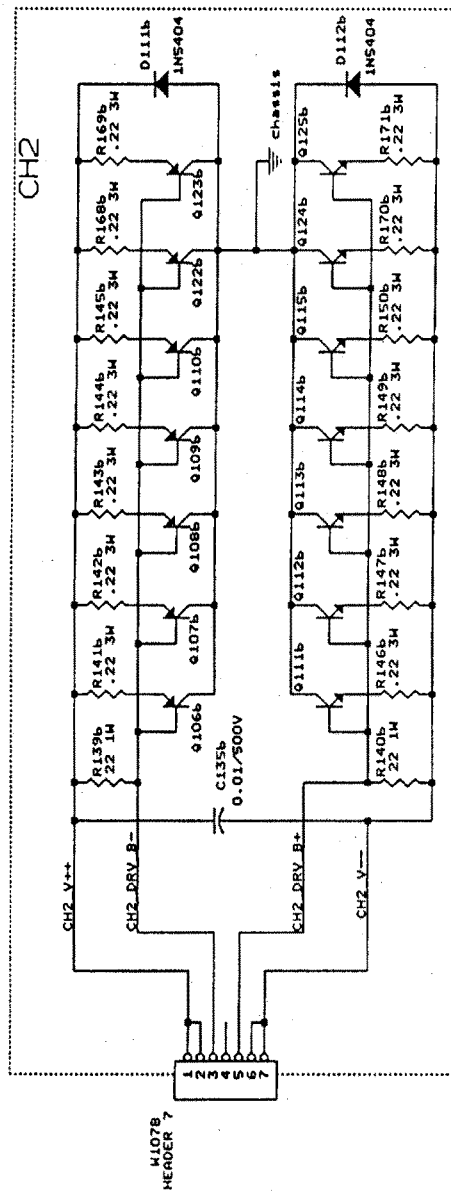 CH2
D111b
1N5404
D112b
1N5404
chassis
R169b
.22 3W
R168b
.22 3W
R145b
.22 3W
R144b
.22 3W
R143b
.22 3W
R142b
.22 3W
R141b
.22 3W
R139b
22 1W
Q123b
Q122b
Q110b
Q109b
Q108b
Q107b
Q106b
C135b
0.01/500V
Q125b
Q124b
Q115b
Q114b
Q113b
Q112b
Q111b
R171b
.22 3W
R170b
.22 3W
R150b
.22 3W
R149b
.22 3W
R148b
.22 3W
R147b
.22 3W
R146b
.22 3W
R140b
22 1W
CH2 V++
CH2 DRV B-
CH2 DRV B+
CH2 V--
1
2
3
4
5
6
7
W107B
HEADER 7